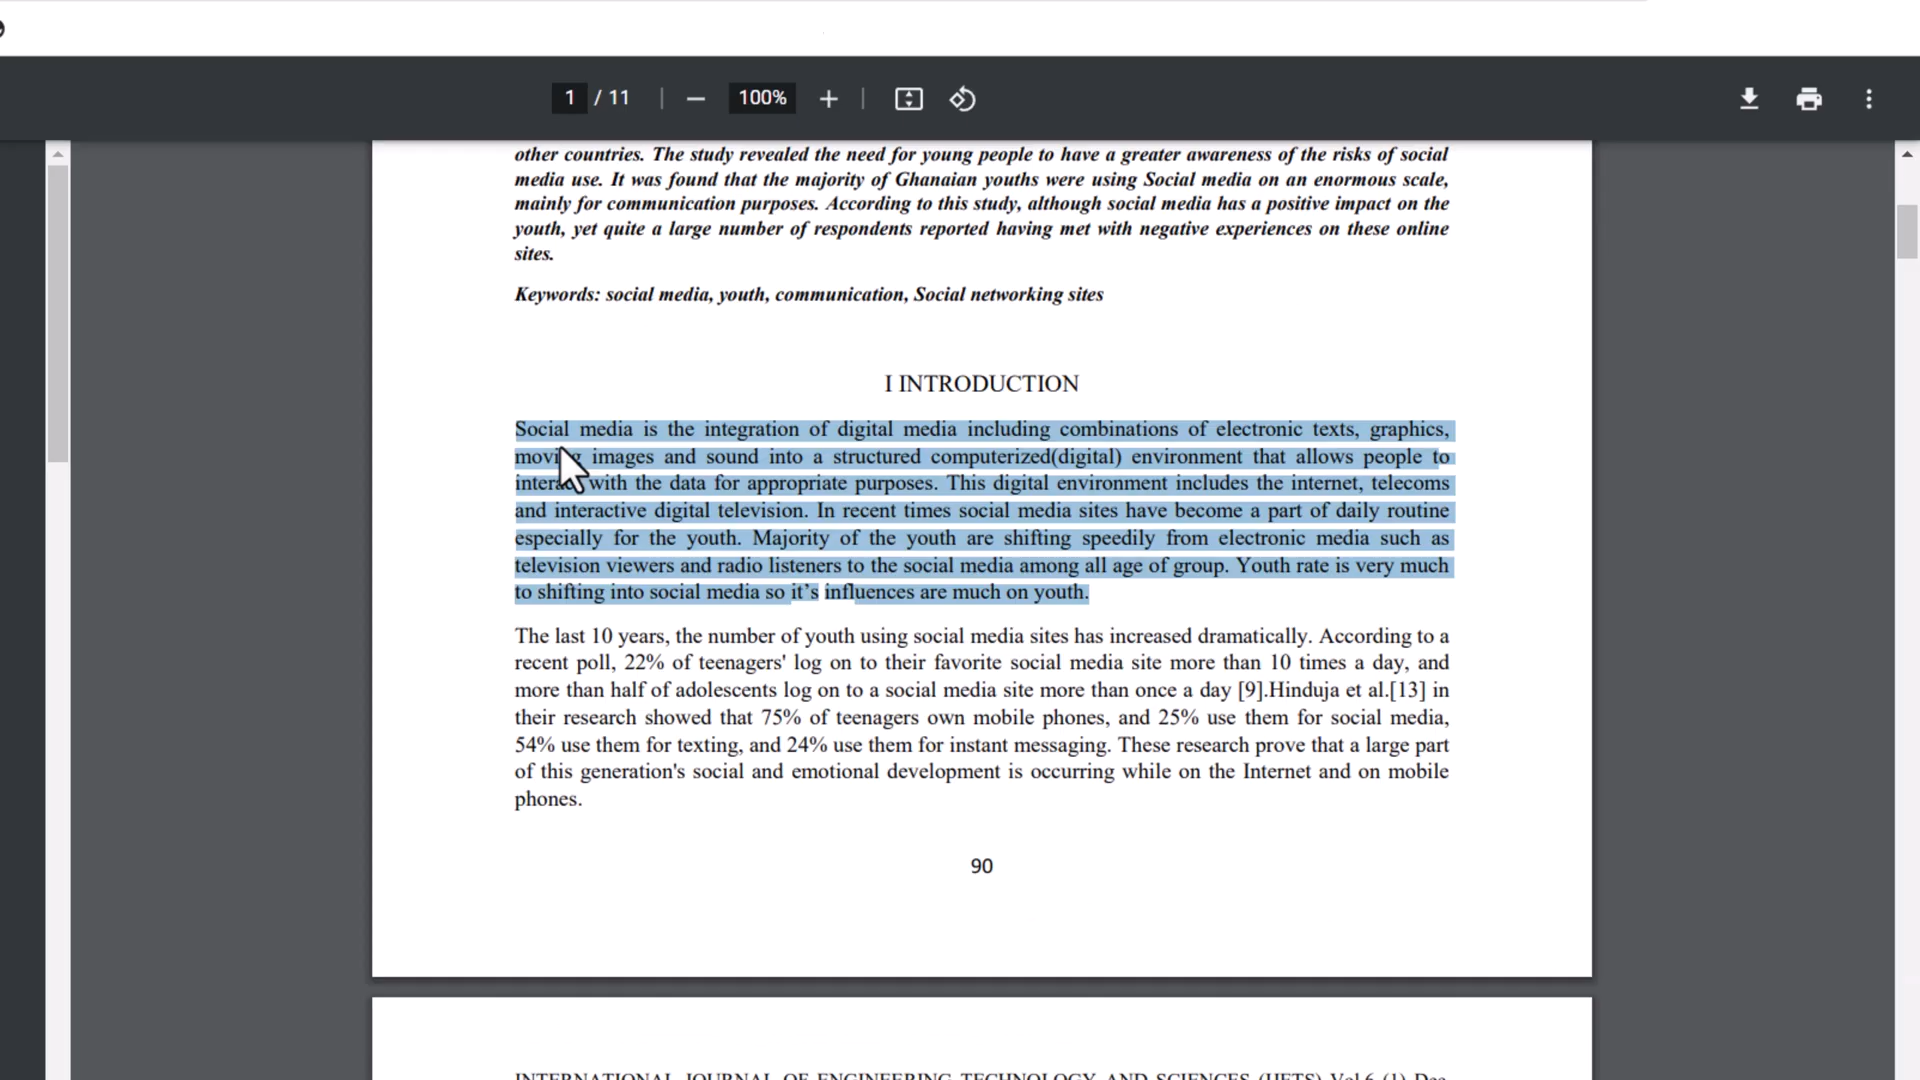 1 / 11 100%
other countries. The study revealed the need for young people to have a greater awareness of the risks of social
media use. It was found that the majority of Ghanaian youths were using Social media on an enormous scale,
mainly for communication purposes. According to this study, although social media has a positive impact on the
youth, yet quite a large number of respondents reported having met with negative experiences on these online
sites.
Keywords: social media, youth, communication, Social networking sites
I INTRODUCTION
Social media is the integration of digital media including combinations of electronic texts, graphics,
moving images and sound into a structured computerized(digital) environment that allows people to
interact with the data for appropriate purposes. This digital environment includes the internet, telecoms
and interactive digital television. In recent times social media sites have become a part of daily routine
especially for the youth. Majority of the youth are shifting speedily from electronic media such as
television viewers and radio listeners to the social media among all age of group. Youth rate is very much
to shifting into social media so it’s influences are much on youth.
The last 10 years, the number of youth using social media sites has increased dramatically. According to a
recent poll, 22% of teenagers' log on to their favorite social media site more than 10 times a day, and
more than half of adolescents log on to a social media site more than once a day [9].Hinduja et al.[13] in
their research showed that 75% of teenagers own mobile phones, and 25% use them for social media,
54% use them for texting, and 24% use them for instant messaging. These research prove that a large part
of this generation's social and emotional development is occurring while on the Internet and on mobile
phones.
90
INTERNATIONAL JOURNAL OF ENGINEERING TECHNOLOGY AND SCIENCES (IJETS) Vol.6 (1) Dec